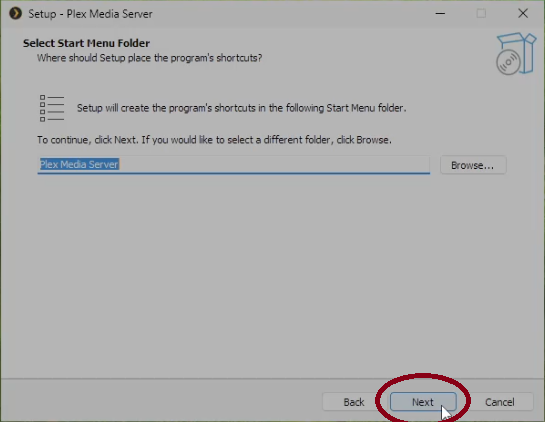 Setup - Plex Media Server
Select Start Menu Folder
Where should Setup place the program's shortcuts?
Setup will create the program's shortcuts in the following Start Menu folder.
To continue, click Next. If you would like to select a different folder, click Browse.
Plex Media Server
Browse...
Back
Next
Cancel